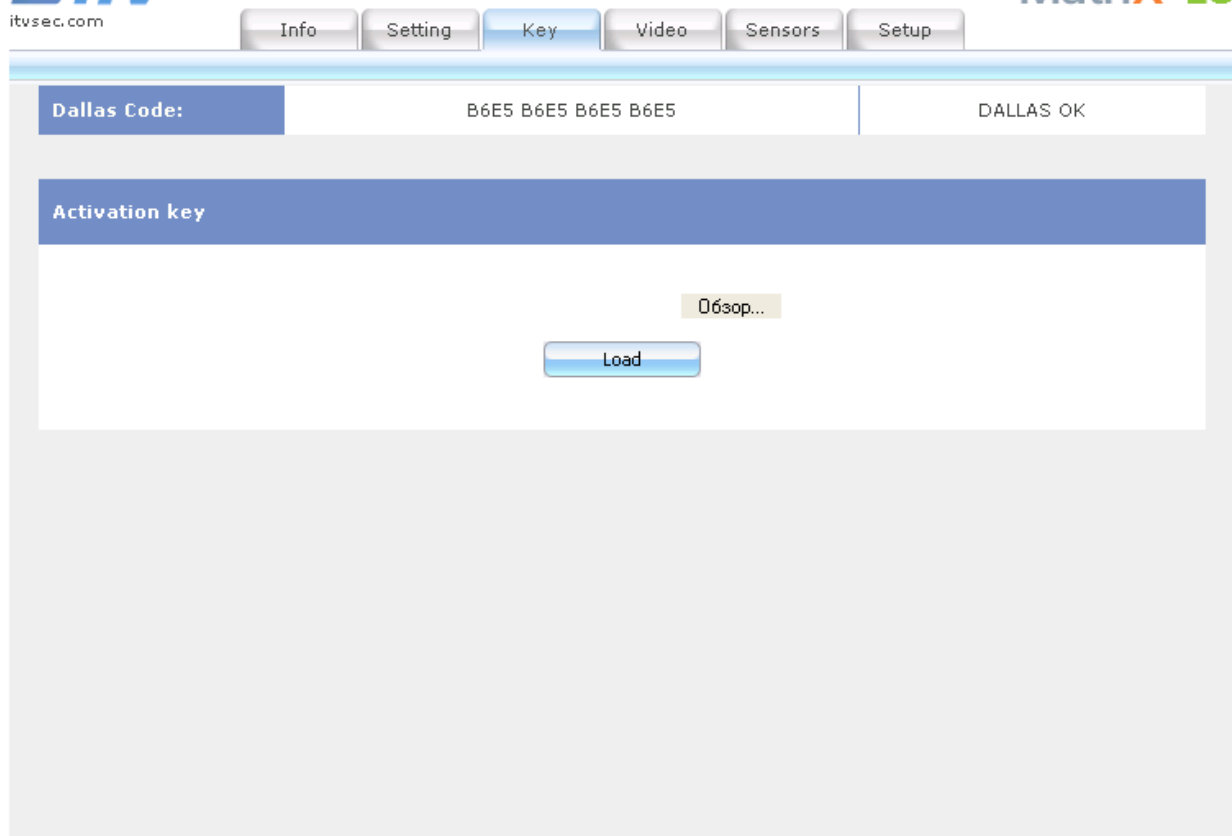 itvsec.com
Info Setting Key Video Sensors Setup
Dallas Code: B6E5 B6E5 B6E5 B6E5 DALLAS OK
Activation key
Обзор...
Load